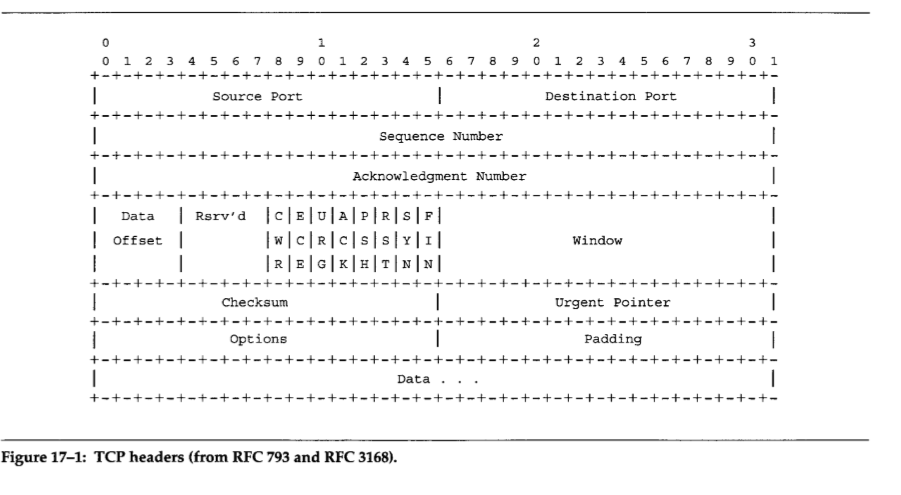 0                   1                   2                   3
0 1 2 3 4 5 6 7 8 9 0 1 2 3 4 5 6 7 8 9 0 1 2 3 4 5 6 7 8 9 0 1
+-+-+-+-+-+-+-+-+-+-+-+-+-+-+-+-+-+-+-+-+-+-+-+-+-+-+-+-+-+-+-+-
| Source Port | Destination Port |
+-+-+-+-+-+-+-+-+-+-+-+-+-+-+-+-+-+-+-+-+-+-+-+-+-+-+-+-+-+-+-+-
| Sequence Number |
+-+-+-+-+-+-+-+-+-+-+-+-+-+-+-+-+-+-+-+-+-+-+-+-+-+-+-+-+-+-+-+-
| Acknowledgment Number |
+-+-+-+-+-+-+-+-+-+-+-+-+-+-+-+-+-+-+-+-+-+-+-+-+-+-+-+-+-+-+-+-
| Data | Rsrv'd |C|E|U|A|P|R|S|F| |
| Offset | |W|C|R|C|S|S|Y|I| Window |
| | |R|E|G|K|H|T|N|N| |
+-+-+-+-+-+-+-+-+-+-+-+-+-+-+-+-+-+-+-+-+-+-+-+-+-+-+-+-+-+-+-+-
| Checksum | Urgent Pointer |
+-+-+-+-+-+-+-+-+-+-+-+-+-+-+-+-+-+-+-+-+-+-+-+-+-+-+-+-+-+-+-+-
| Options | Padding |
+-+-+-+-+-+-+-+-+-+-+-+-+-+-+-+-+-+-+-+-+-+-+-+-+-+-+-+-+-+-+-+-
| Data . . . |
+-+-+-+-+-+-+-+-+-+-+-+-+-+-+-+-+-+-+-+-+-+-+-+-+-+-+-+-+-+-+-+-
Figure 17–1: TCP headers (from RFC 793 and RFC 3168).